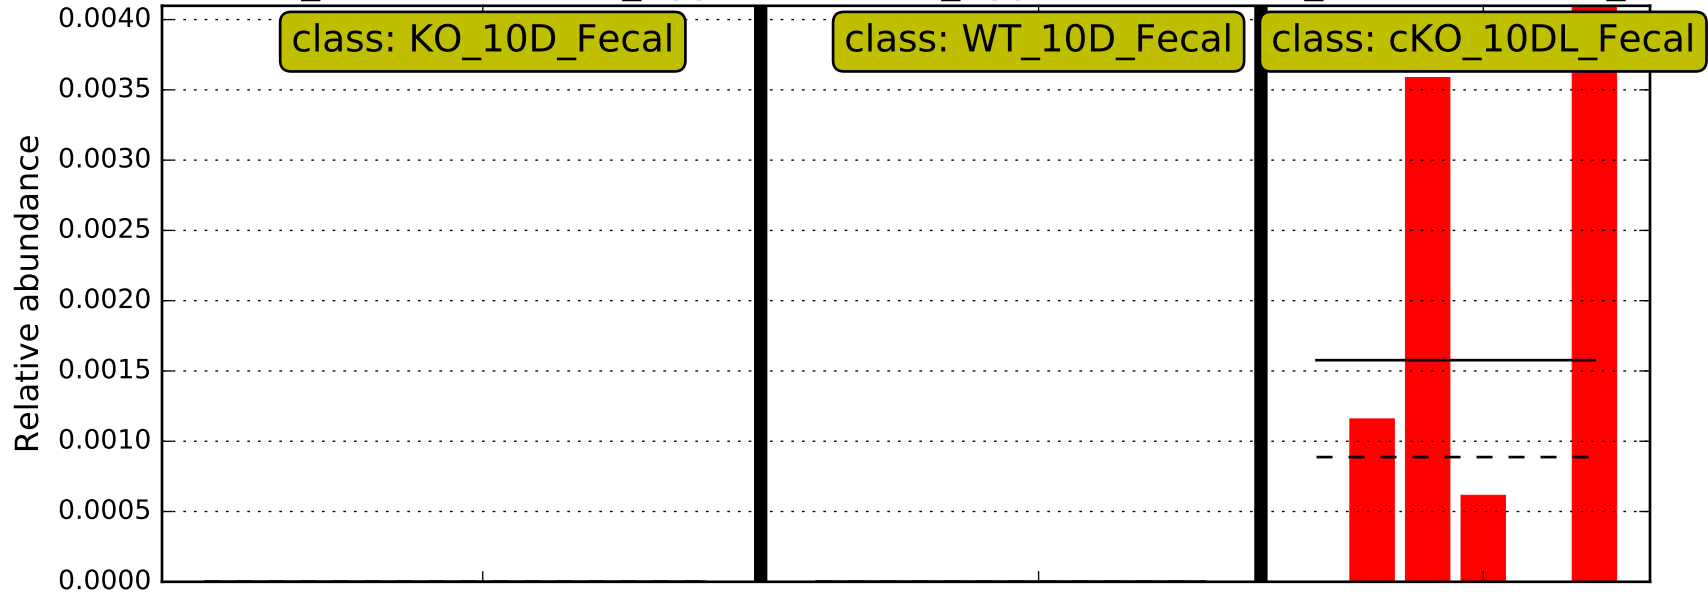 class: KO_10D_Fecal
class: WT_10D_Fecal
class: cKO_10DL_Fecal
Relative abundance
0.0040
0.0035
0.0030
0.0025
0.0020
0.0015
0.0010
0.0005
0.0000